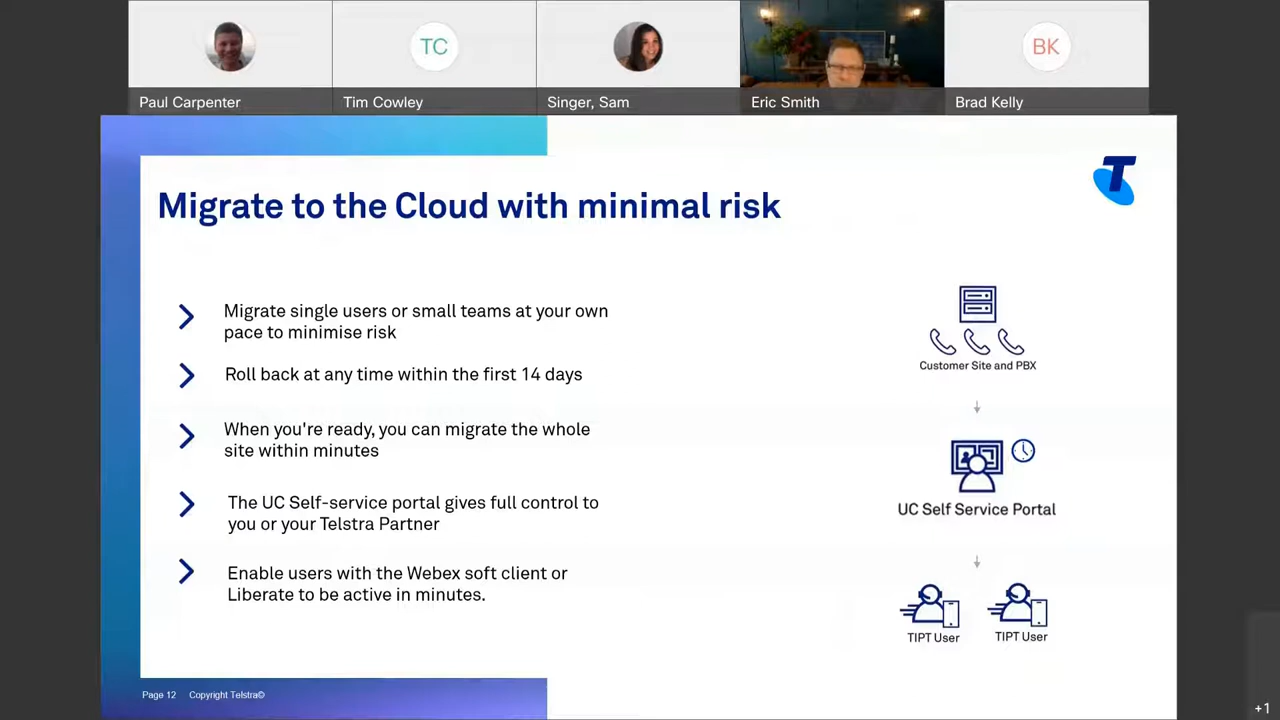 TC
BK
Paul Carpenter
Tim Cowley
Singer, Sam
Eric Smith
Brad Kelly
T
Migrate to the Cloud with minimal risk
Migrate single users or small teams at your own
pace to minimise risk
Roll back at any time within the first 14 days
When you're ready, you can migrate the whole
site within minutes
The UC Self-service portal gives full control to
you or your Telstra Partner
Enable users with the Webex soft client or
Liberate to be active in minutes.
Customer Site and PBX
UC Self Service Portal
TIPT User
TIPT User
Page 12 Copyright Telstra©
+1